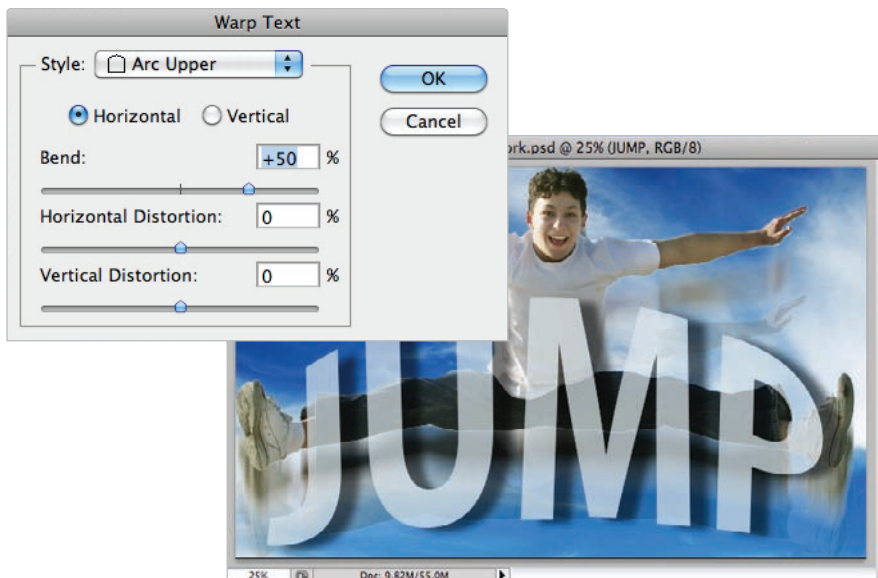 Warp Text
Style: Arc Upper
OK
Horizontal Vertical
Cancel
Bend: +50 %
Horizontal Distortion: 0 %
Vertical Distortion: 0 %
rk.psd @ 25% (JUMP, RGB/8)
JUMP
25% Doc: 9.82M/55.0M